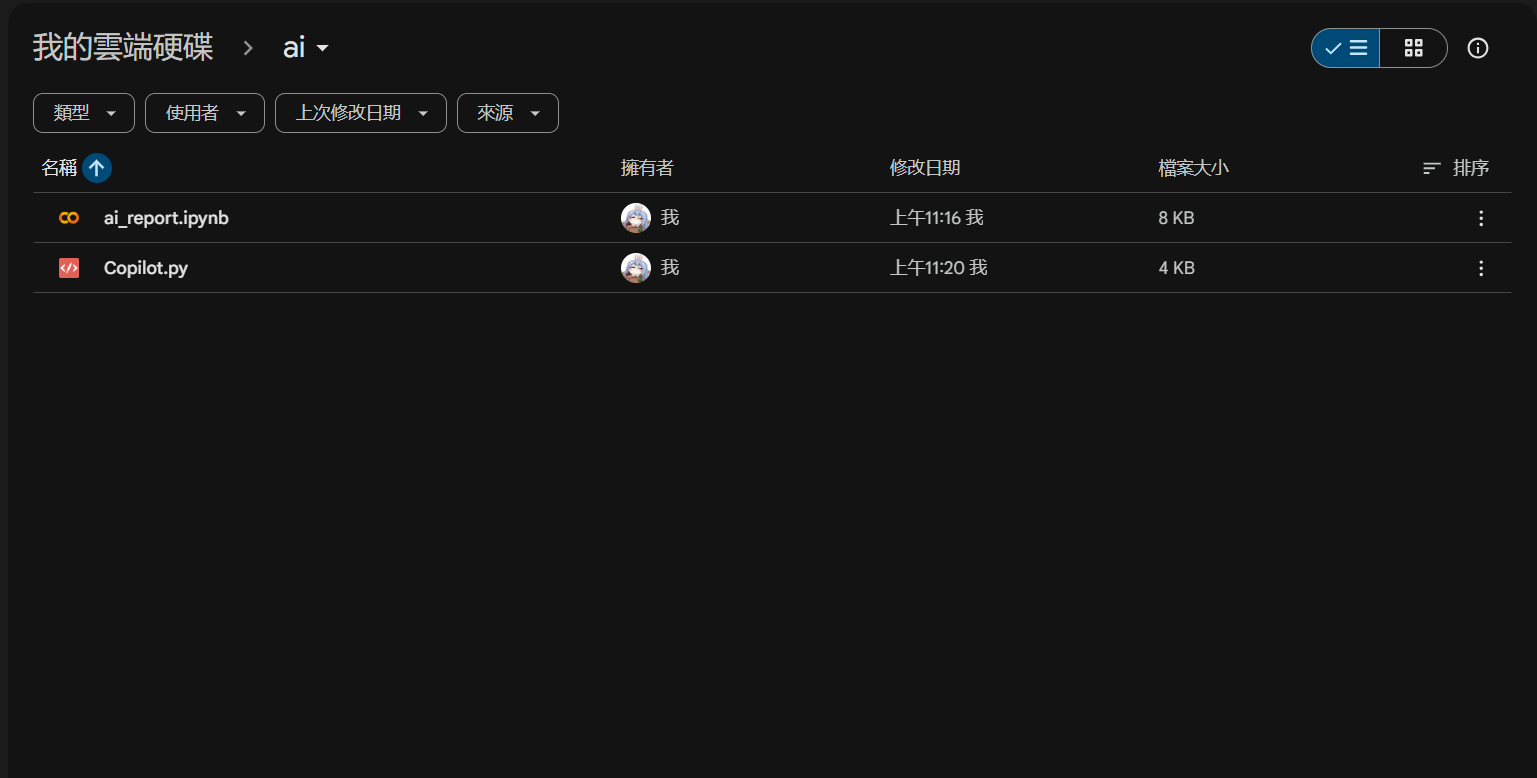 我的雲端硬碟 > ai
類型 使用者 上次修改日期 來源
名稱 擁有者 修改日期 檔案大小 排序
ai_report.ipynb 我 上午11:16 我 8 KB
Copilot.py 我 上午11:20 我 4 KB